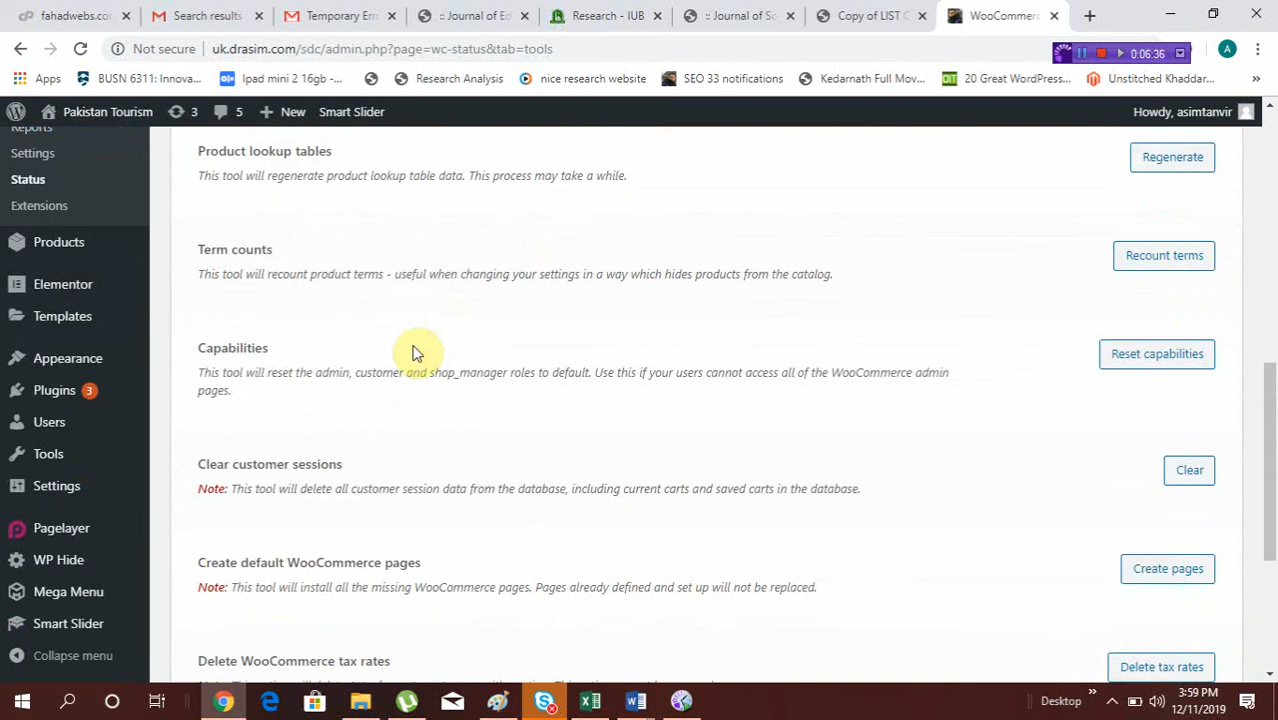 fahadwebs.co
Search results
Temporary Err
:: Journal of Ed
Research - IUB
:: Journal of So
Copy of LIST C
WooCommerc
Not secure
uk.drasim.com/sdc/admin.php?page=wc-status&tab=tools
0:06:36
A
Apps
BUSN 6311: Innova...
Ipad mini 2 16gb -...
Research Analysis
nice research website
SEO 33 notifications
Kedarnath Full Mov...
20 Great WordPress...
Unstitched Khaddar...
Pakistan Tourism
3
5
New
Smart Slider
Howdy, asimtanvir
Reports
Settings
Status
Extensions
Products
Elementor
Templates
Appearance
Plugins 3
Users
Tools
Settings
Pagelayer
WP Hide
Mega Menu
Smart Slider
Collapse menu
Product lookup tables
This tool will regenerate product lookup table data. This process may take a while.
Regenerate
Term counts
This tool will recount product terms - useful when changing your settings in a way which hides products from the catalog.
Recount terms
Capabilities
This tool will reset the admin, customer and shop_manager roles to default. Use this if your users cannot access all of the WooCommerce admin
pages.
Reset capabilities
Clear customer sessions
Note: This tool will delete all customer session data from the database, including current carts and saved carts in the database.
Clear
Create default WooCommerce pages
Note: This tool will install all the missing WooCommerce pages. Pages already defined and set up will not be replaced.
Create pages
Delete WooCommerce tax rates
Delete tax rates
Desktop
3:59 PM
12/11/2019